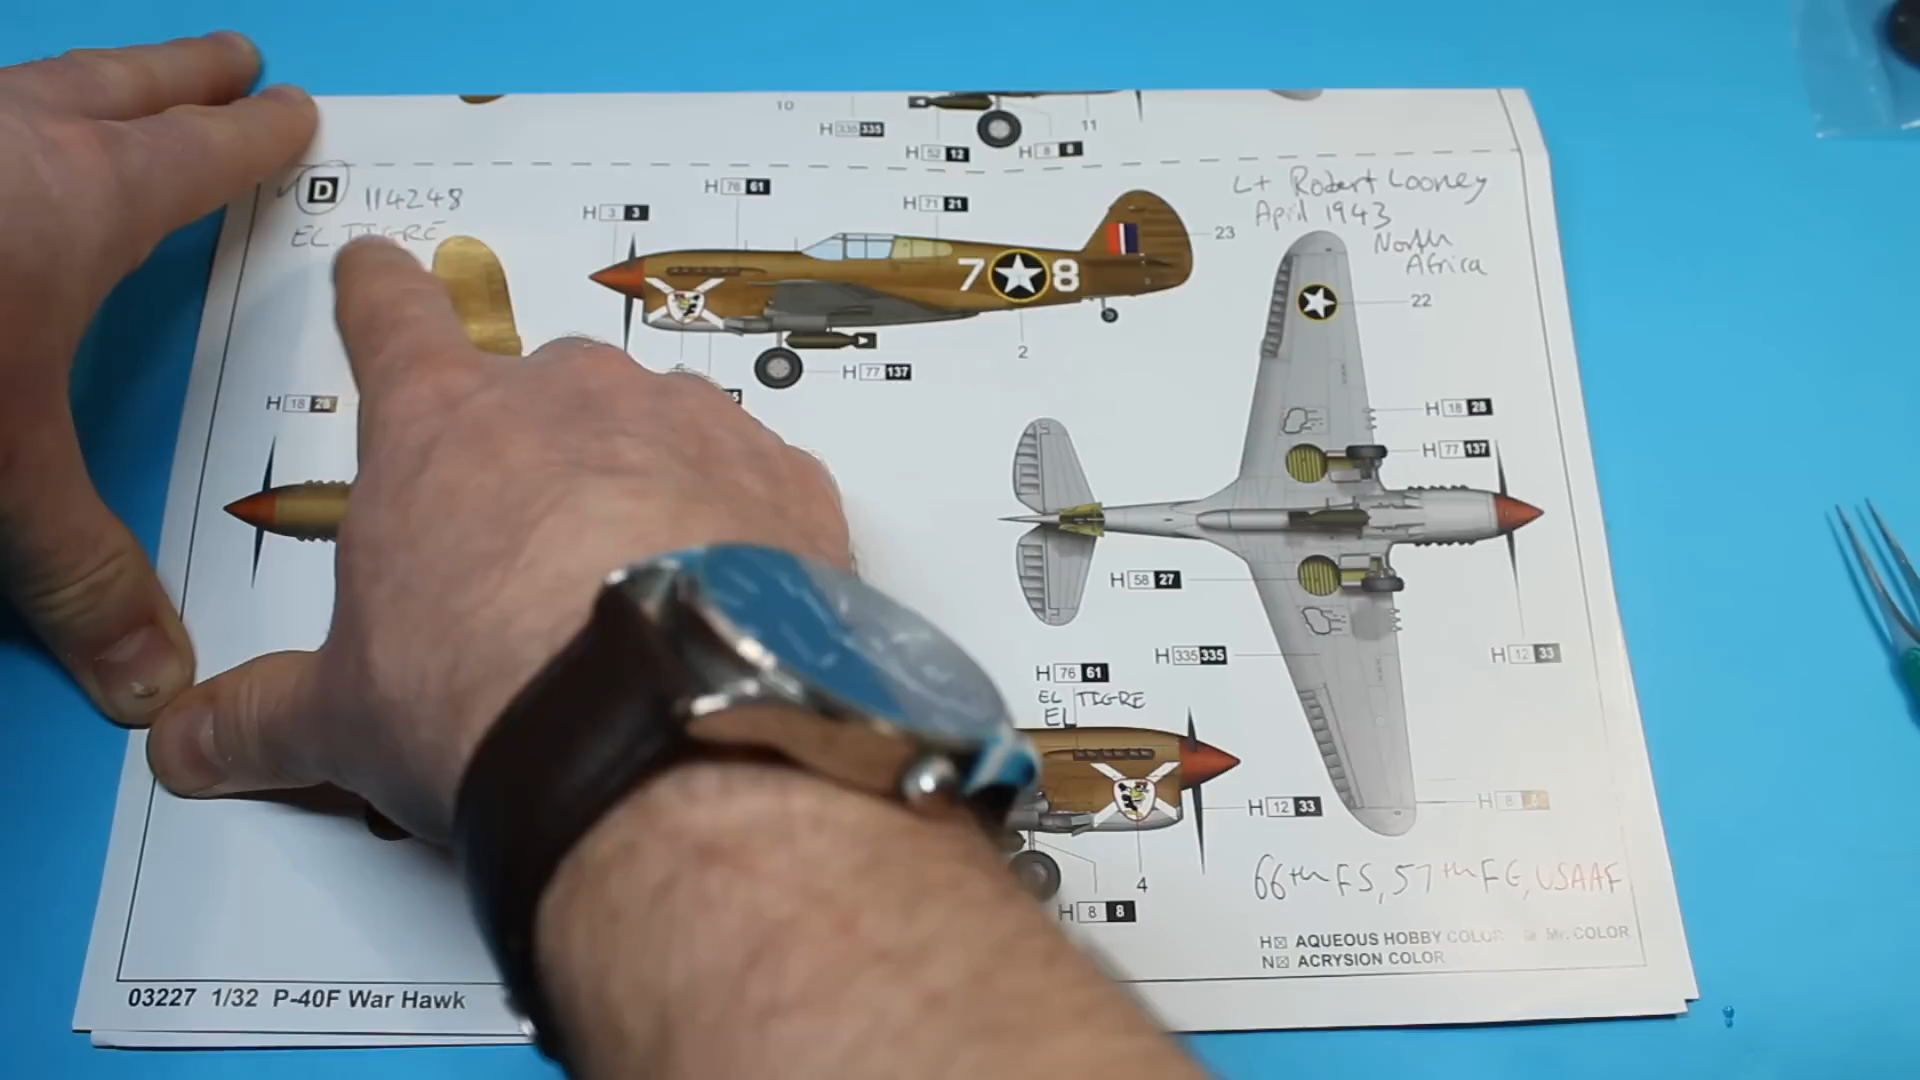 10
H 335 335
11
H 52 12
H 8 8
D 114248
EL TIGRE
H 76 61
H 3 3
H 71 21
Lt Robert Looney
April 1943
North
Africa
23
7 8
22
5
2
H 77 137
H 18 28
H 18 28
H 77 137
H 58 27
H 335 335
H 12 33
H 76 61
EL TIGRE
EL
H 8
H 12 33
4
H 8 8
66th FS, 57th FG, USAAF
H AQUEOUS HOBBY COLOR Mr. COLOR
N ACRYSION COLOR
03227 1/32 P-40F War Hawk